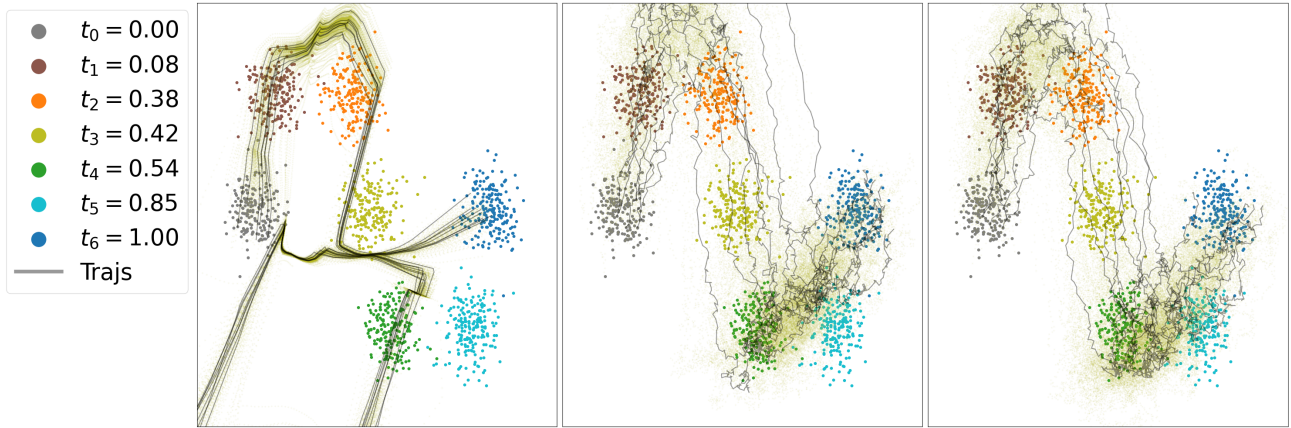 t₀ = 0.00
t₁ = 0.08
t₂ = 0.38
t₃ = 0.42
t₄ = 0.54
t₅ = 0.85
t₆ = 1.00
Trajs